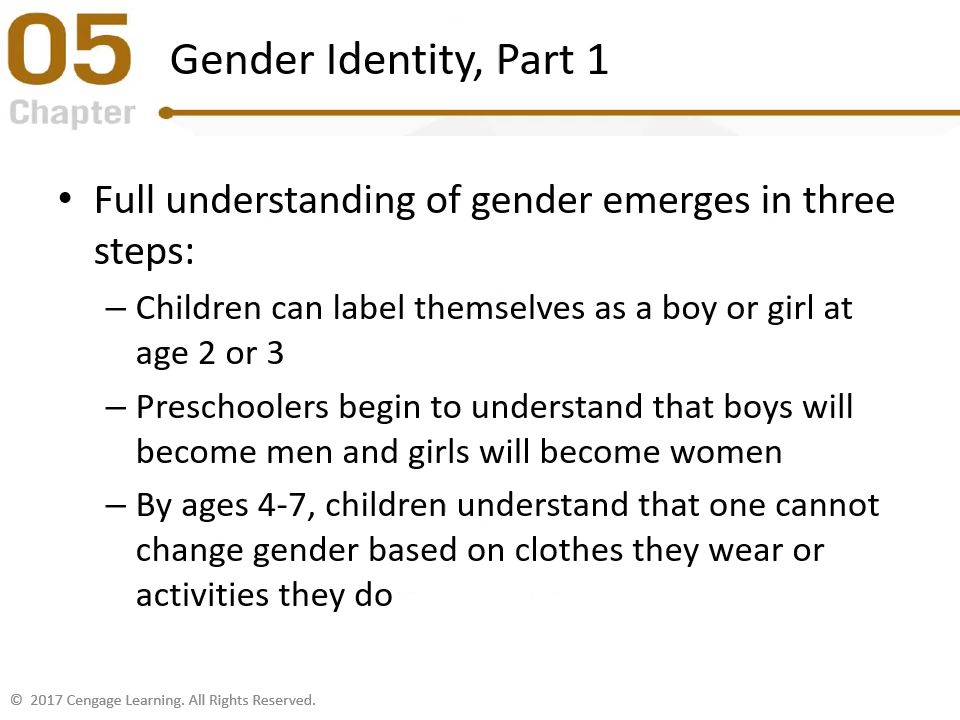 05
Chapter
Gender Identity, Part 1
• Full understanding of gender emerges in three
steps:
– Children can label themselves as a boy or girl at
age 2 or 3
– Preschoolers begin to understand that boys will
become men and girls will become women
– By ages 4-7, children understand that one cannot
change gender based on clothes they wear or
activities they do
© 2017 Cengage Learning. All Rights Reserved.